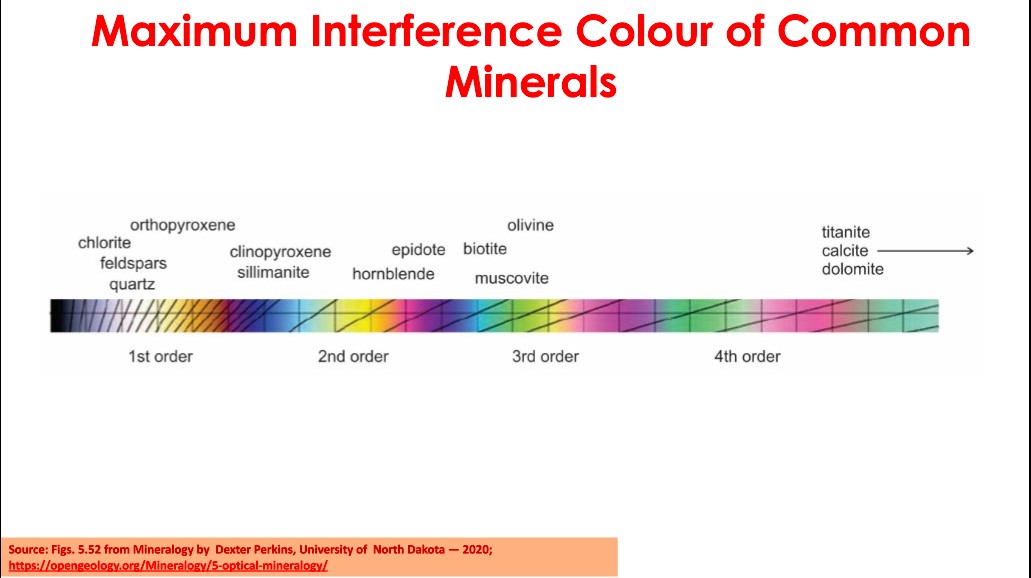 Maximum Interference Colour of Common
Minerals
orthopyroxene
olivine
chlorite
feldspars
quartz
clinopyroxene
sillimanite
epidote
biotite
hornblende
muscovite
titanite
calcite
dolomite
1st order
2nd order
3rd order
4th order
Source: Figs. 5.52 from Mineralogy by Dexter Perkins, University of North Dakota — 2020;
https://opengeology.org/Mineralogy/5-optical-mineralogy/